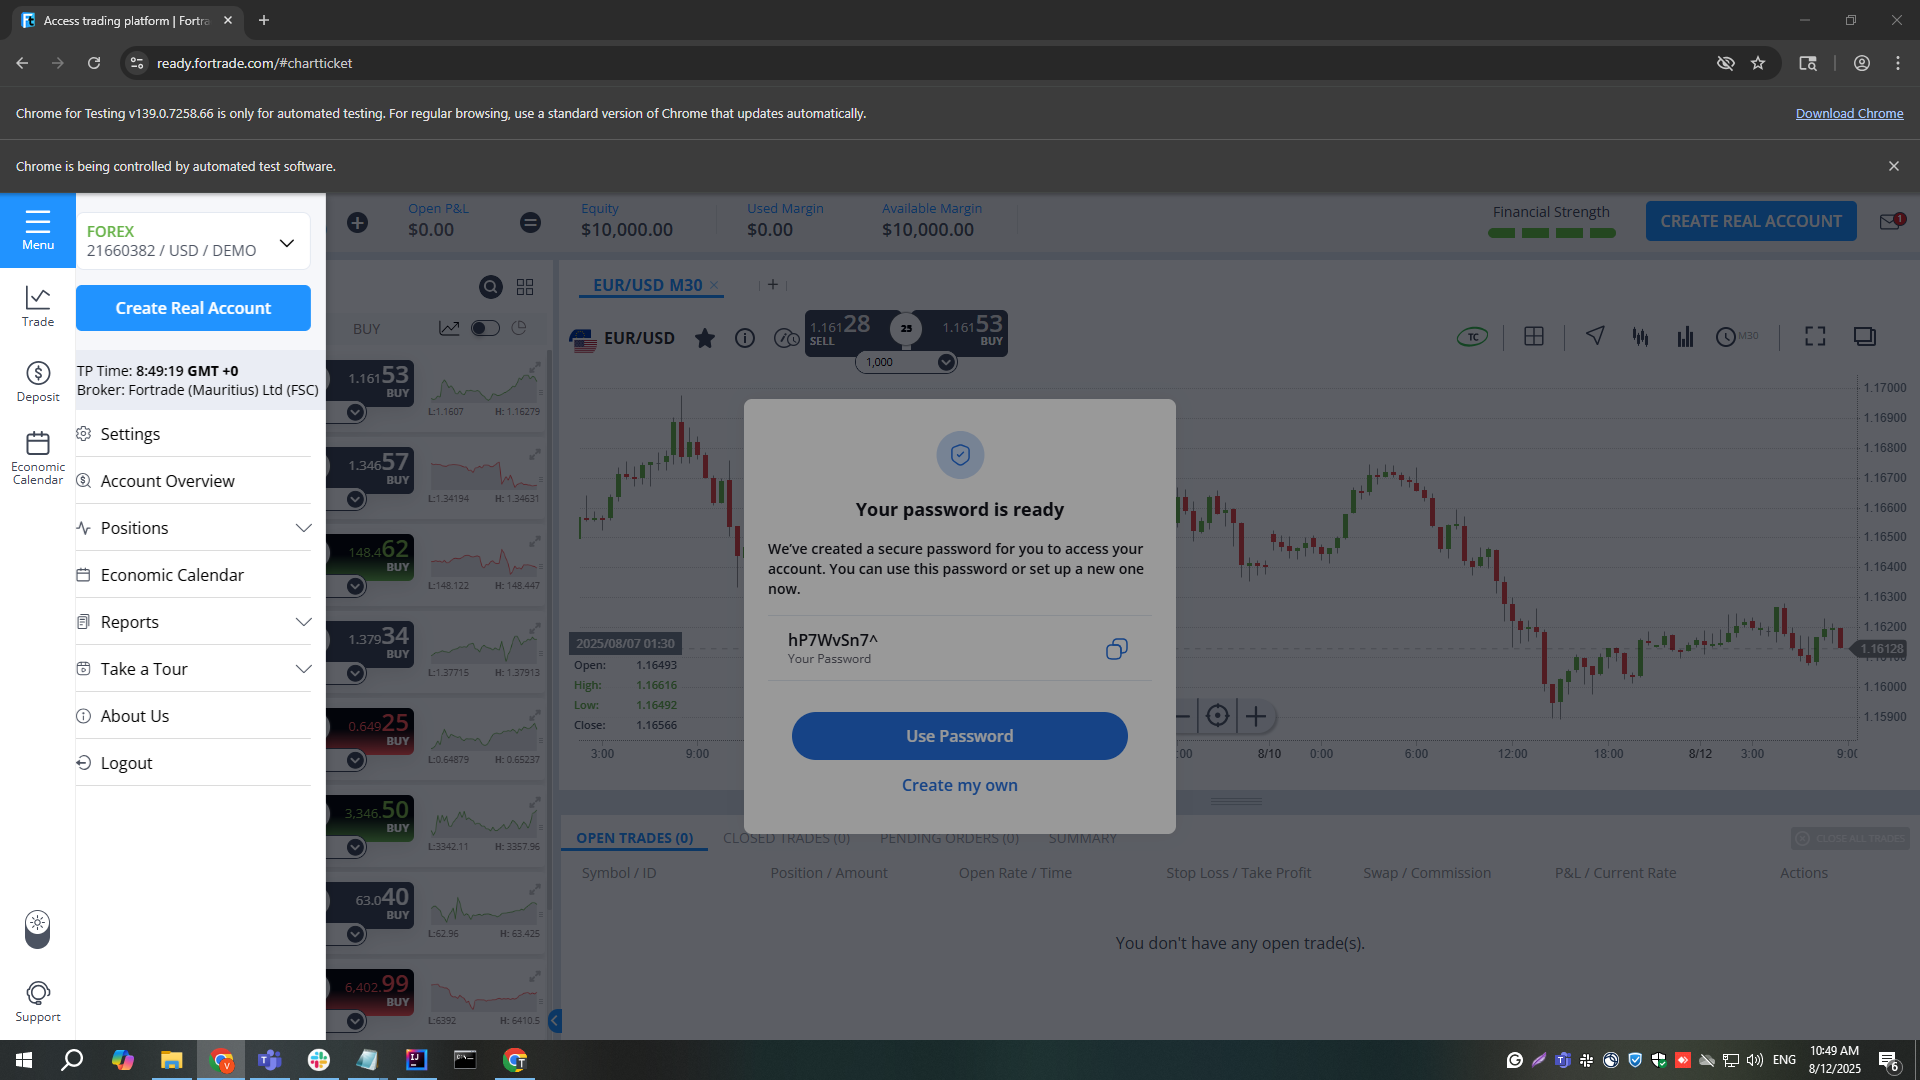 Access trading platform | Fortra
ready.fortrade.com/#chartticket
Chrome for Testing v139.0.7258.66 is only for automated testing. For regular browsing, use a standard version of Chrome that updates automatically.
Download Chrome
Chrome is being controlled by automated test software.
Menu
FOREX
21660382 / USD / DEMO
Create Real Account
TP Time: 8:49:19 GMT +0
Broker: Fortrade (Mauritius) Ltd (FSC)
Settings
Account Overview
Positions
Economic Calendar
Reports
Take a Tour
About Us
Logout
Trade
Deposit
Economic
Calendar
Support
Open P&L
$0.00
Equity
$10,000.00
Used Margin
$0.00
Available Margin
$10,000.00
Financial Strength
CREATE REAL ACCOUNT
1
BUY
1.16153
BUY
L:1.1607 H: 1.16279
1.34657
BUY
L:1.34194 H: 1.34631
148.462
BUY
L:148.122 H: 148.447
1.37934
BUY
L:1.37715 H: 1.37913
0.64925
BUY
L:0.64879 H: 0.65237
3,346.50
BUY
L:3342.11 H: 3357.96
63.040
BUY
L:62.96 H: 63.425
6,402.99
BUY
L:6392 H: 6410.5
EUR/USD M30
EUR/USD
1.16128
SELL
25
1.16153
BUY
1,000
TC
M30
1.17000
1.16900
1.16800
1.16700
1.16600
1.16500
1.16400
1.16300
1.16200
1.16128
1.16000
1.15900
2025/08/07 01:30
Open: 1.16493
High: 1.16616
Low: 1.16492
Close: 1.16566
3:00 9:00 :00 8/10 0:00 6:00 12:00 18:00 8/12 3:00 9:00
Your password is ready
We've created a secure password for you to access your
account. You can use this password or set up a new one
now.
hP7WvSn7^
Your Password
Use Password
Create my own
OPEN TRADES (0)
CLOSED TRADES (0)
PENDING ORDERS (0)
SUMMARY
CLOSE ALL TRADES
Symbol / ID
Position / Amount
Open Rate / Time
Stop Loss / Take Profit
Swap / Commission
P&L / Current Rate
Actions
You don't have any open trade(s).
ENG
10:49 AM
8/12/2025
6